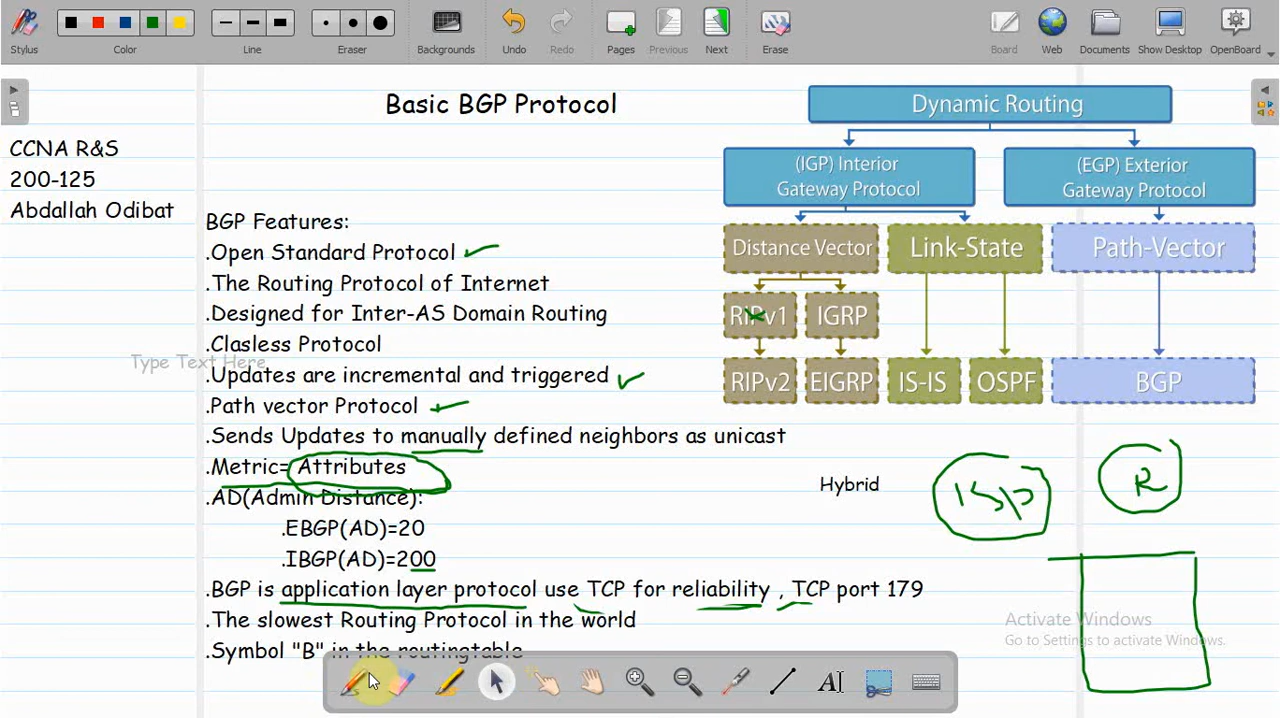 Stylus
Color
Line
Eraser
Backgrounds
Undo
Redo
Pages
Previous
Next
Erase
Board
Web
Documents
Show Desktop
OpenBoard
Basic BGP Protocol
CCNA R&S
200-125
Abdallah Odibat
BGP Features:
.Open Standard Protocol
.The Routing Protocol of Internet
.Designed for Inter-AS Domain Routing
.Clasless Protocol
Type Text Here
.Updates are incremental and triggered
.Path vector Protocol
.Sends Updates to manually defined neighbors as unicast
.Metric= Attributes
.AD(Admin Distance):
.EBGP(AD)=20
.IBGP(AD)=200
.BGP is application layer protocol use TCP for reliability , TCP port 179
.The slowest Routing Protocol in the world
.Symbol "B" in the routingtable
Dynamic Routing
(IGP) Interior
Gateway Protocol
(EGP) Exterior
Gateway Protocol
Distance Vector
Link-State
Path-Vector
RIPv1
IGRP
RIPv2
EIGRP
IS-IS
OSPF
BGP
Hybrid
R
Activate Windows
Go to Settings to activate Windows.
AI